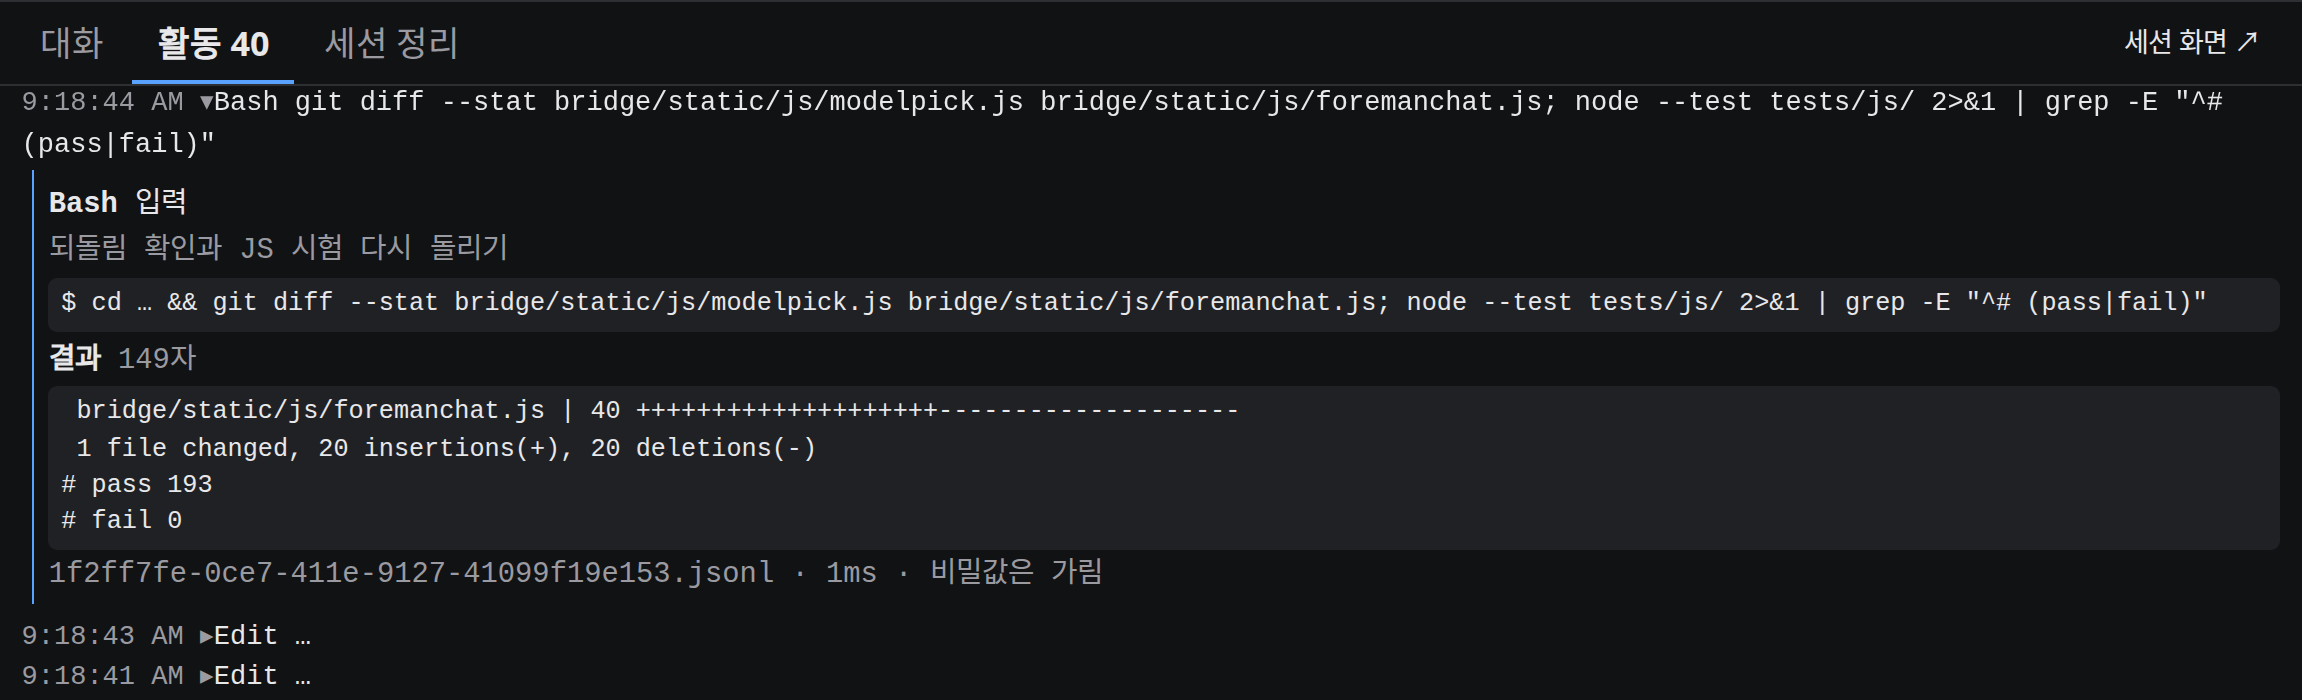 대화 활동 40 세션 정리 세션 화면 ↗
9:18:44 AM ▼Bash git diff --stat bridge/static/js/modelpick.js bridge/static/js/foremanchat.js; node --test tests/js/ 2>&1 | grep -E "^#
(pass|fail)"
Bash 입력
되돌림 확인과 JS 시험 다시 돌리기
$ cd … && git diff --stat bridge/static/js/modelpick.js bridge/static/js/foremanchat.js; node --test tests/js/ 2>&1 | grep -E "^# (pass|fail)"
결과 149자
bridge/static/js/foremanchat.js | 40 ++++++++++++++++++++--------------------
1 file changed, 20 insertions(+), 20 deletions(-)
# pass 193
# fail 0
1f2ff7fe-0ce7-411e-9127-41099f19e153.jsonl · 1ms · 비밀값은 가림
9:18:43 AM ▶Edit …
9:18:41 AM ▶Edit …